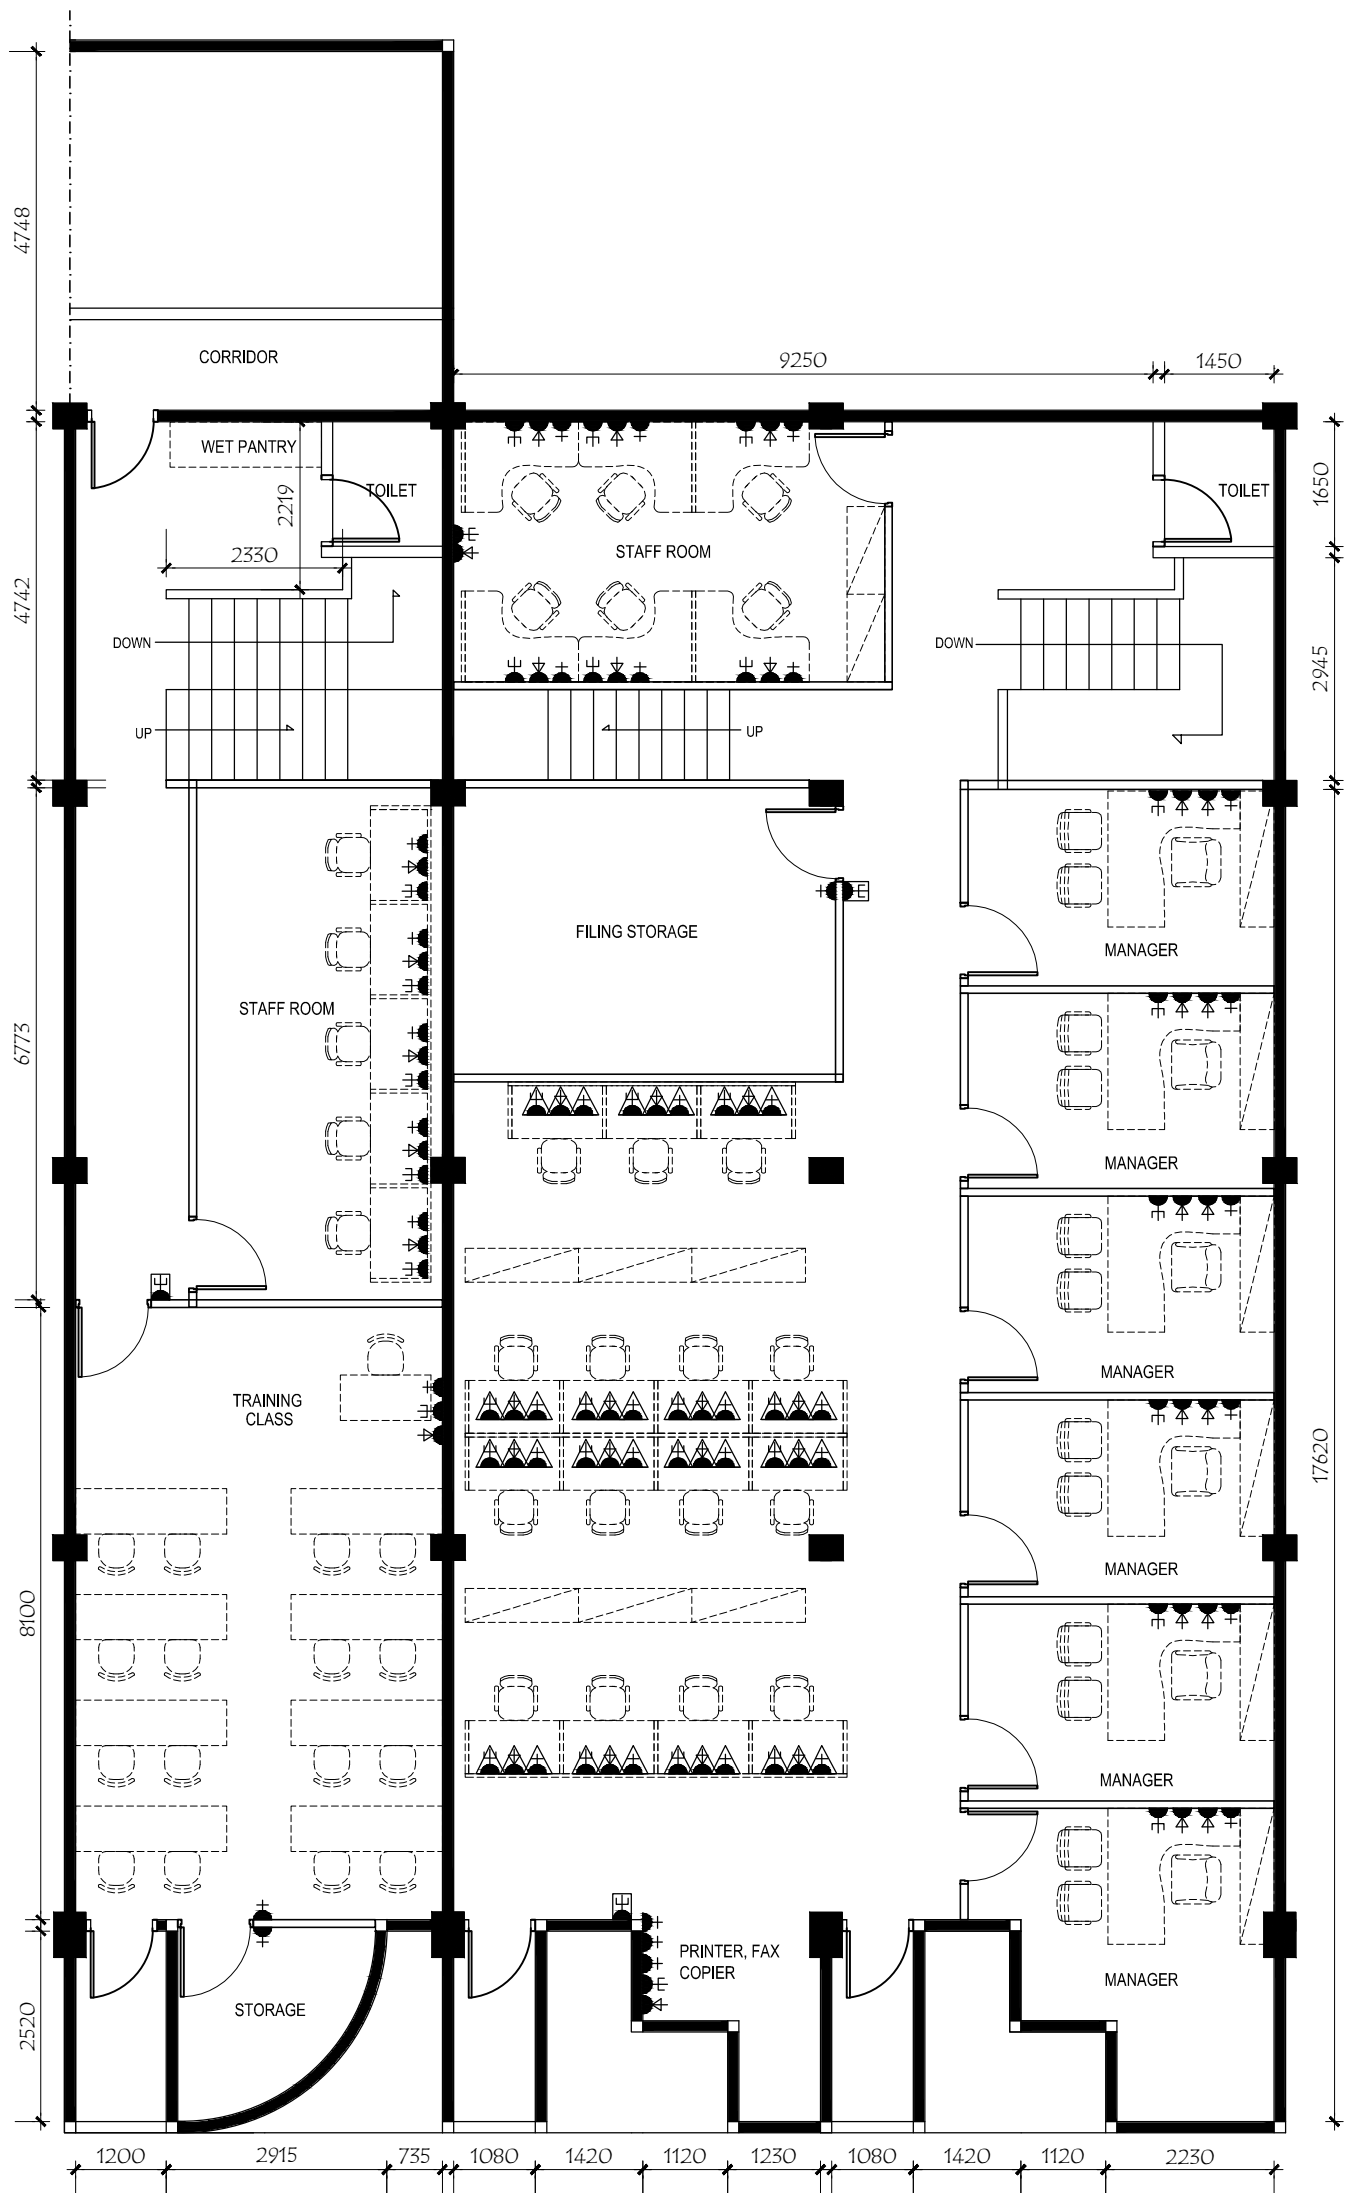 4748
CORRIDOR
9250
1450
WET PANTRY
TOILET
TOILET
2219
1650
STAFF ROOM
2330
4742
DOWN
DOWN
2945
UP
UP
FILING STORAGE
MANAGER
STAFF ROOM
6773
MANAGER
MANAGER
TRAINING
CLASS
17620
MANAGER
8100
MANAGER
PRINTER, FAX
COPIER
MANAGER
STORAGE
2520
1200
2915
735
1080
1420
1120
1230
1080
1420
1120
2230